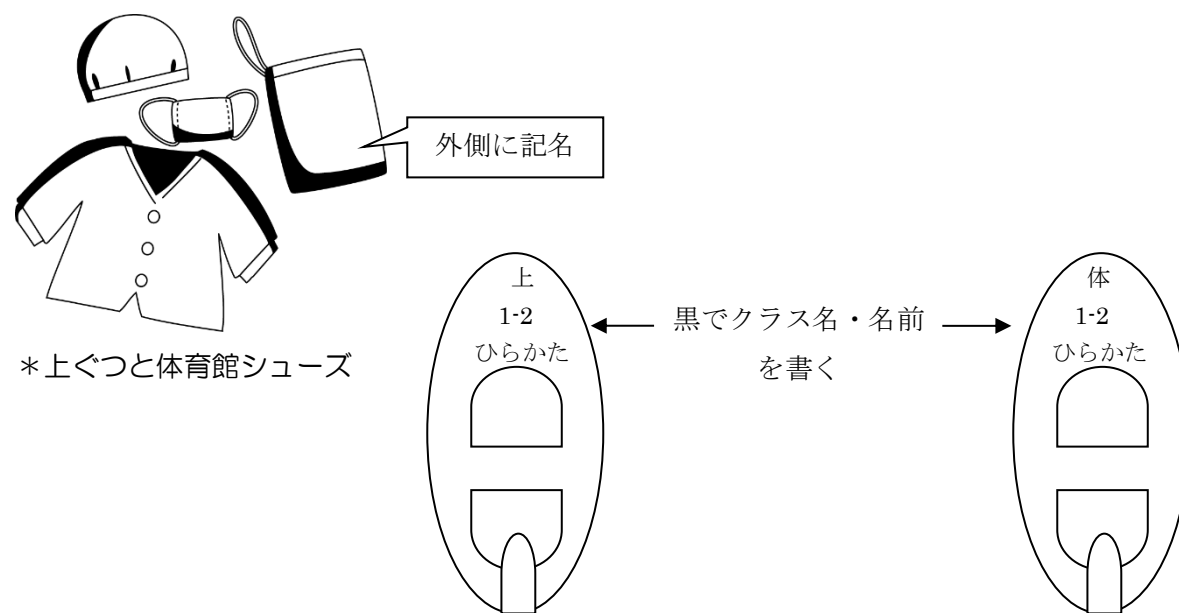 外側に記名
＊上ぐつと体育館シューズ
上
1-2
ひらかた
黒でクラス名・名前
を書く
体
1-2
ひらかた